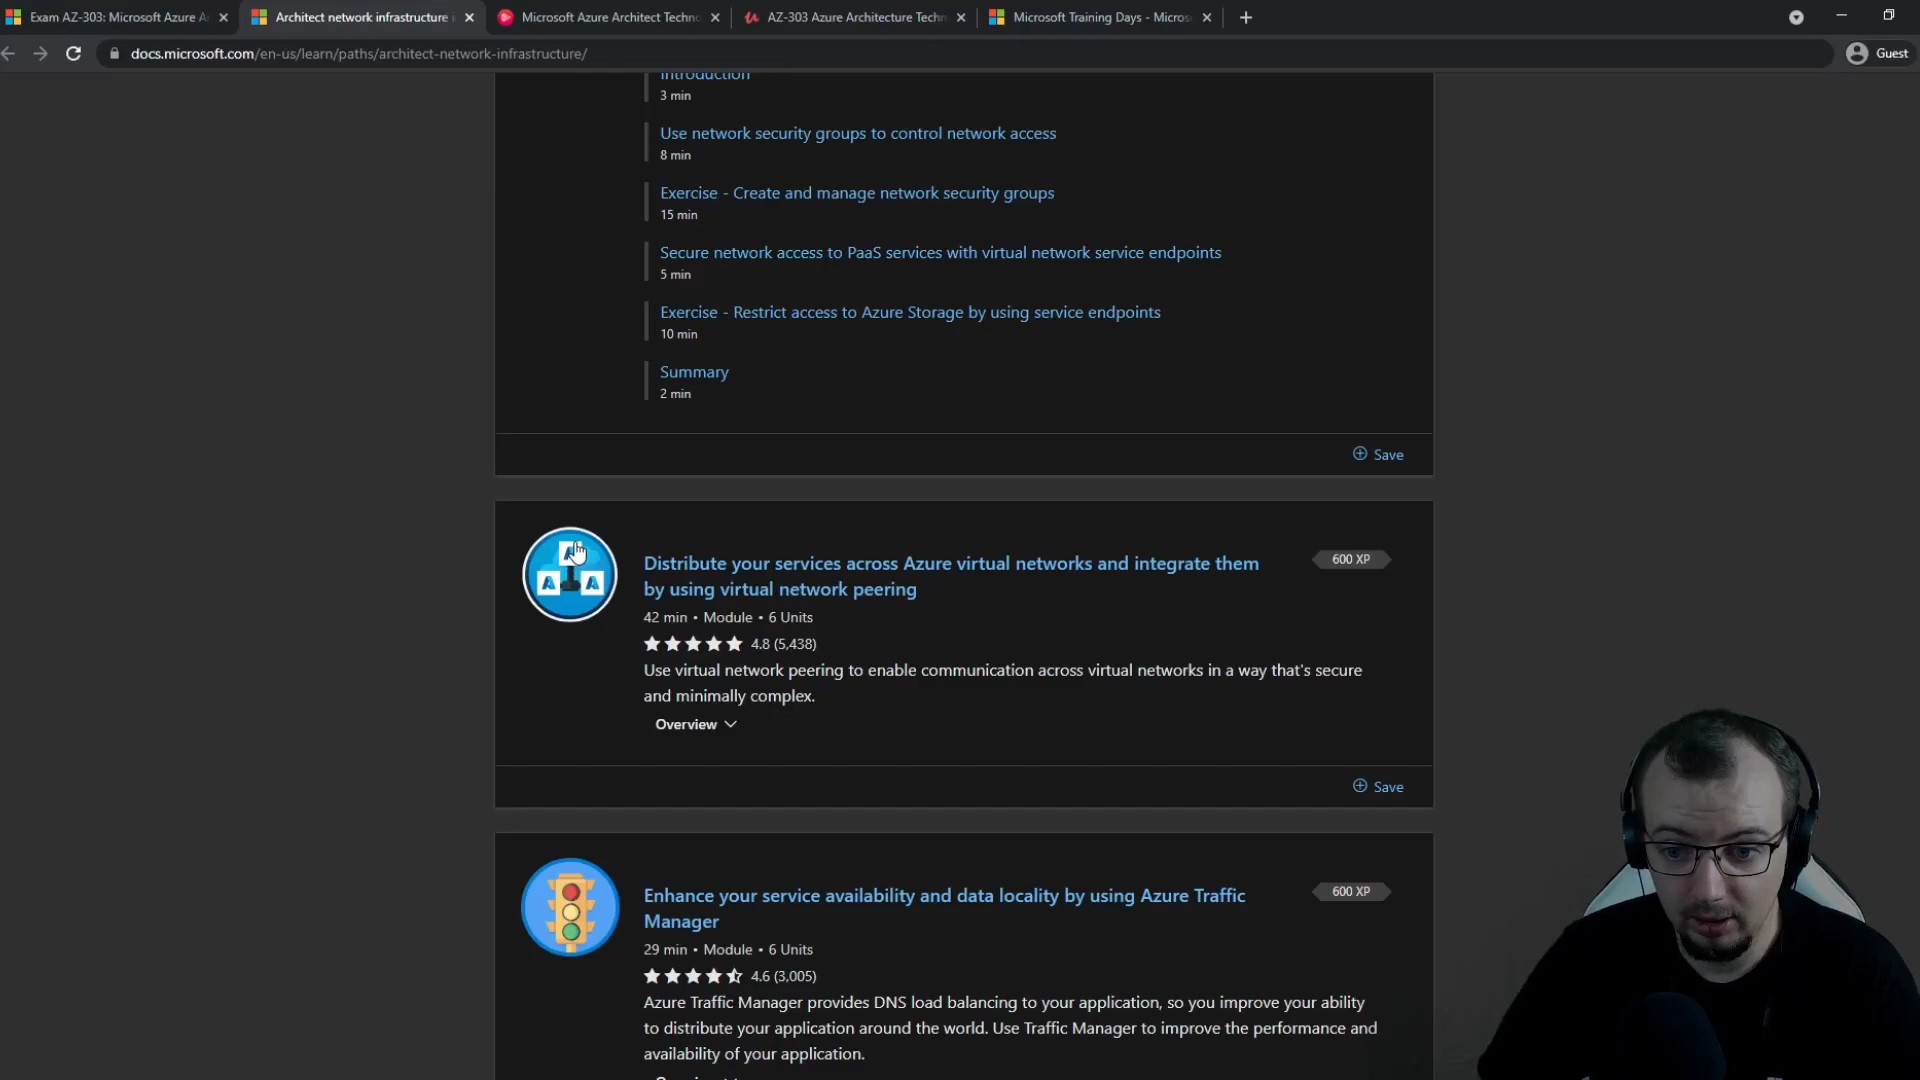 Exam AZ-303: Microsoft Azure A
Architect network infrastructure i
Microsoft Azure Architect Techno
AZ-303 Azure Architecture Techn
Microsoft Training Days - Micros
docs.microsoft.com/en-us/learn/paths/architect-network-infrastructure/
Guest
Introduction
3 min
Use network security groups to control network access
8 min
Exercise - Create and manage network security groups
15 min
Secure network access to PaaS services with virtual network service endpoints
5 min
Exercise - Restrict access to Azure Storage by using service endpoints
10 min
Summary
2 min
Save
A
A A
Distribute your services across Azure virtual networks and integrate them
by using virtual network peering
600 XP
42 min • Module • 6 Units
4.8 (5,438)
Use virtual network peering to enable communication across virtual networks in a way that's secure
and minimally complex.
Overview
Save
Enhance your service availability and data locality by using Azure Traffic
Manager
600 XP
29 min • Module • 6 Units
4.6 (3,005)
Azure Traffic Manager provides DNS load balancing to your application, so you improve your ability
to distribute your application around the world. Use Traffic Manager to improve the performance and
availability of your application.